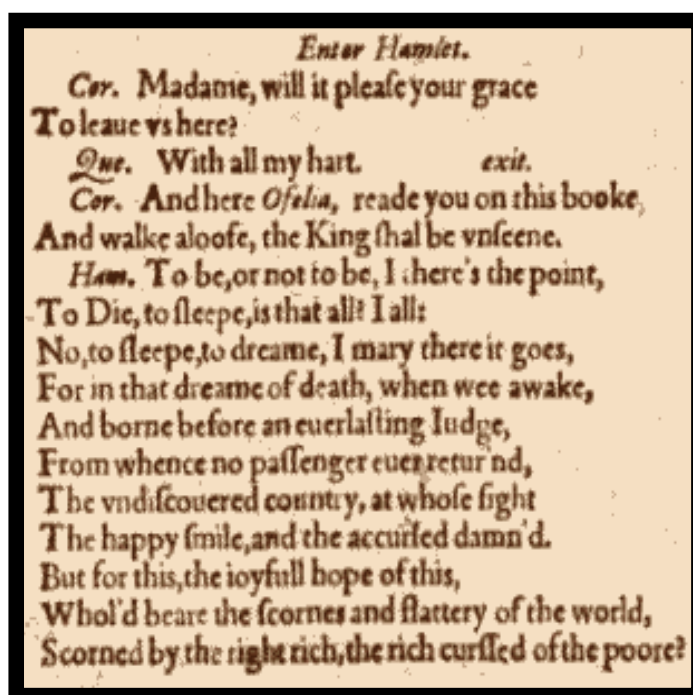 Enter Hamlet.
Cor. Madame, will it pleaſe your grace
To leaue vs here?
Que. With all my hart. exit.
Cor. And here Ofelia, reade you on this booke,
And walke aloofe, the King ſhal be vnſeene.
Ham. To be, or not to be, I there's the point,
To Die, to ſleepe, is that all? I all:
No, to ſleepe, to dreame, I mary there it goes,
For in that dreame of death, when wee awake,
And borne before an euerlaſting Iudge,
From whence no paſſenger euer retur'nd,
The vndiſcouered country, at whoſe ſight
The happy ſmile, and the accurſed damn'd.
But for this, the ioyfull hope of this,
Whol'd beare the ſcornes and flattery of the world,
Scorned by the right rich, the rich curſſed of the poore?